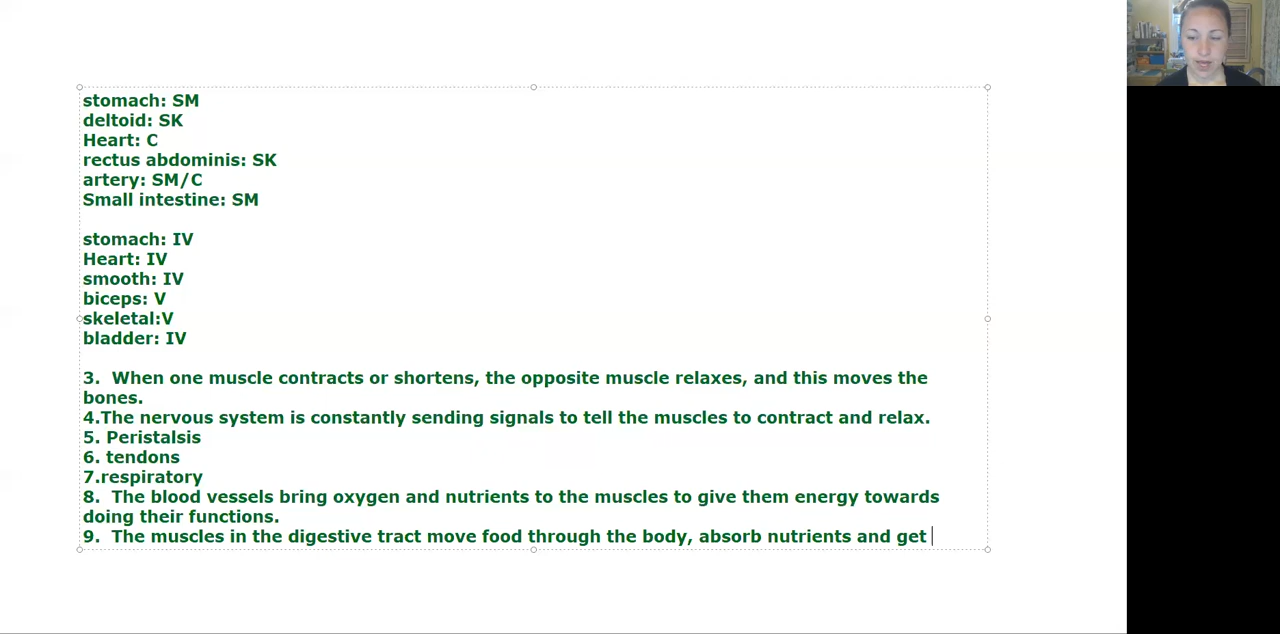 stomach: SM
deltoid: SK
Heart: C
rectus abdominis: SK
artery: SM/C
Small intestine: SM
stomach: IV
Heart: IV
smooth: IV
biceps: V
skeletal:V
bladder: IV
3.  When one muscle contracts or shortens, the opposite muscle relaxes, and this moves the
bones.
4.The nervous system is constantly sending signals to tell the muscles to contract and relax.
5. Peristalsis
6. tendons
7.respiratory
8.  The blood vessels bring oxygen and nutrients to the muscles to give them energy towards
doing their functions.
9.  The muscles in the digestive tract move food through the body, absorb nutrients and get